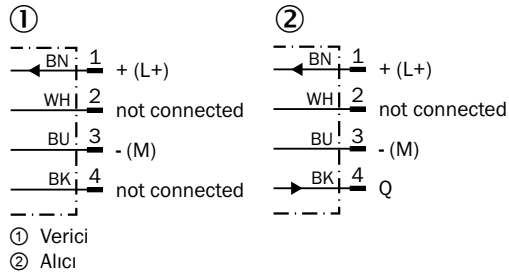 ① ②
BN 1 + (L+)
WH 2 not connected
BU 3 - (M)
BK 4 not connected
BN 1 + (L+)
WH 2 not connected
BU 3 - (M)
BK 4 Q
① Verici
② Alıcı